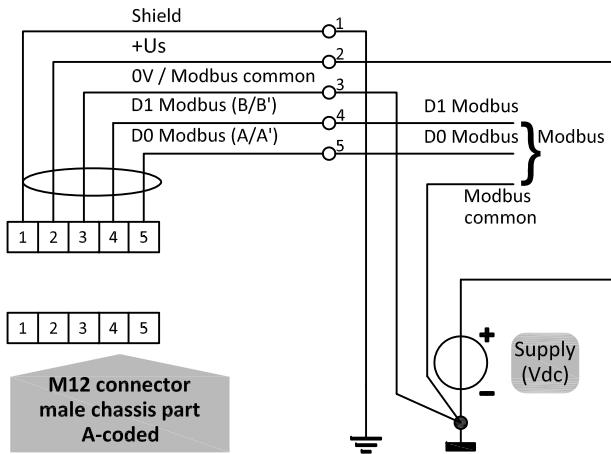 Shield
1
+Us
2
0V / Modbus common
3
D1 Modbus (B/B')
4
D1 Modbus
D0 Modbus (A/A')
5
D0 Modbus
} Modbus
Modbus
common
1 2 3 4 5
1 2 3 4 5
+
Supply
(Vdc)
-
M12 connector
male chassis part
A-coded